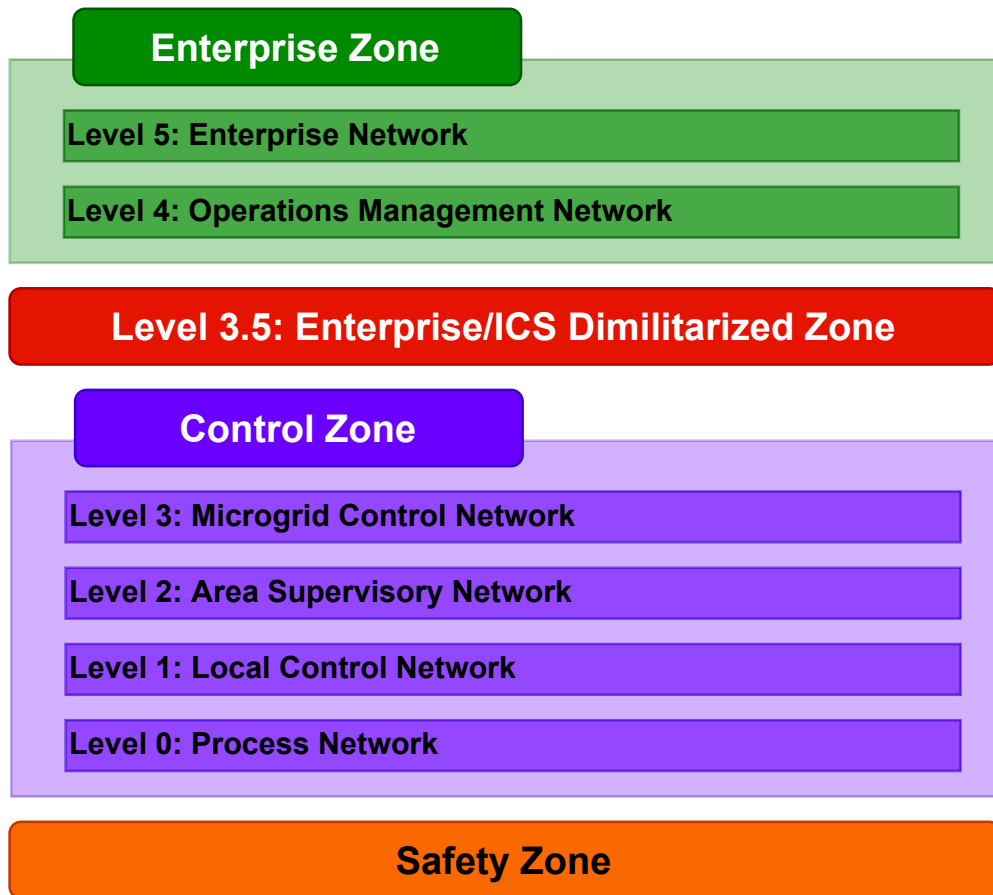 Enterprise Zone
Level 5: Enterprise Network
Level 4: Operations Management Network
Level 3.5: Enterprise/ICS Dimilitarized Zone
Control Zone
Level 3: Microgrid Control Network
Level 2: Area Supervisory Network
Level 1: Local Control Network
Level 0: Process Network
Safety Zone